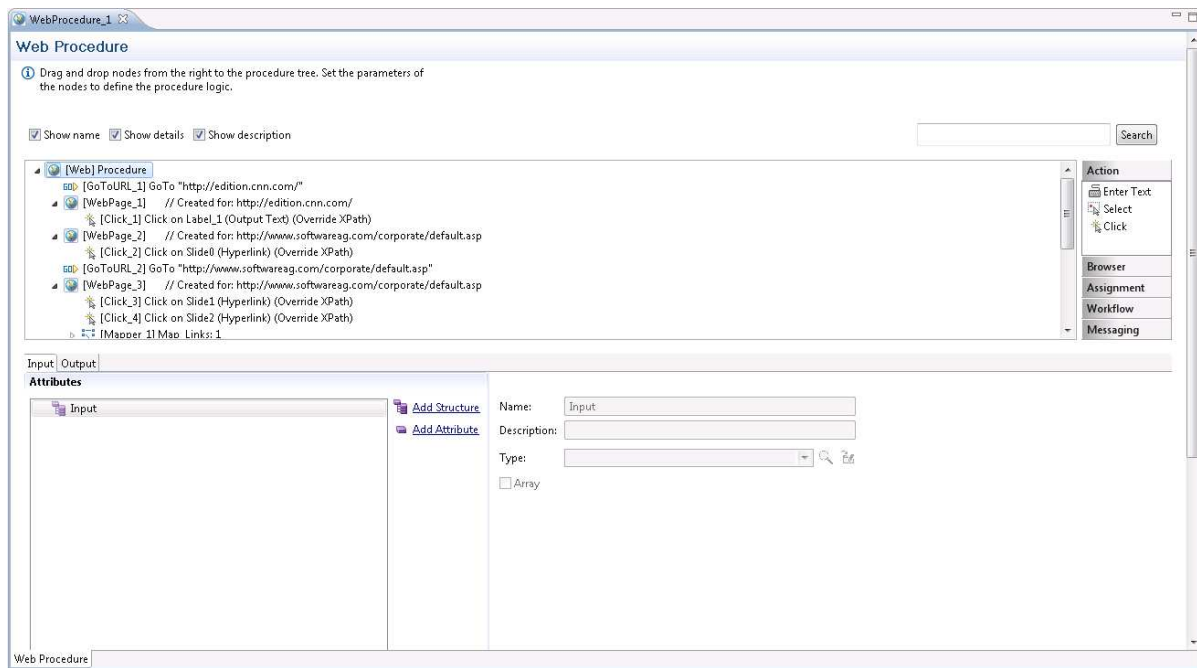 WebProcedure_1
Web Procedure
Drag and drop nodes from the right to the procedure tree. Set the parameters of
the nodes to define the procedure logic.
Show name Show details Show description
Search
[Web] Procedure
[GoToURL_1] GoTo "http://edition.cnn.com/"
[WebPage_1] // Created for: http://edition.cnn.com/
[Click_1] Click on Label_1 (Output Text) (Override XPath)
[WebPage_2] // Created for: http://www.softwareag.com/corporate/default.asp
[Click_2] Click on Slide0 (Hyperlink) (Override XPath)
[GoToURL_2] GoTo "http://www.softwareag.com/corporate/default.asp"
[WebPage_3] // Created for: http://www.softwareag.com/corporate/default.asp
[Click_3] Click on Slide1 (Hyperlink) (Override XPath)
[Click_4] Click on Slide2 (Hyperlink) (Override XPath)
[Mapper_1] Map Links: 1
Action
Enter Text
Select
Click
Browser
Assignment
Workflow
Messaging
Input Output
Attributes
Input
Add Structure
Add Attribute
Name: Input
Description:
Type:
Array
Web Procedure